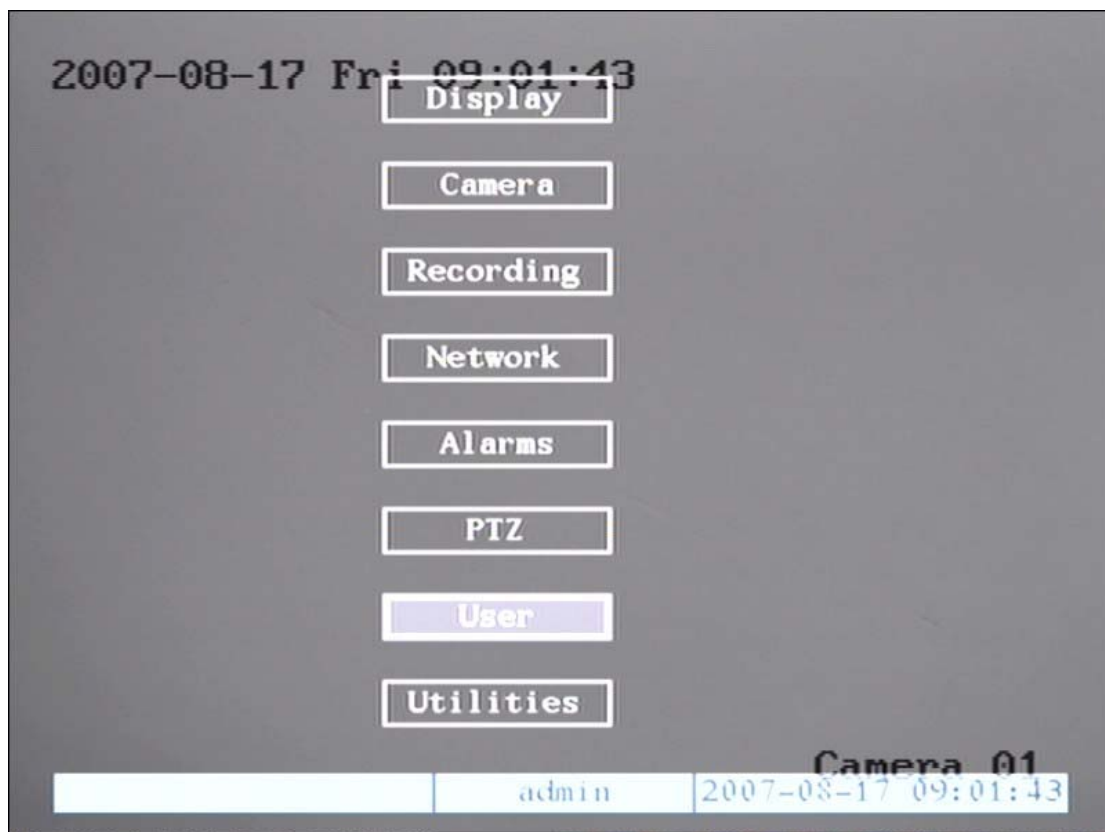 2007-08-17 Fri 09:01:43
Display
Camera
Recording
Network
Alarms
PTZ
User
Utilities
Camera 01
admin
2007-08-17 09:01:43